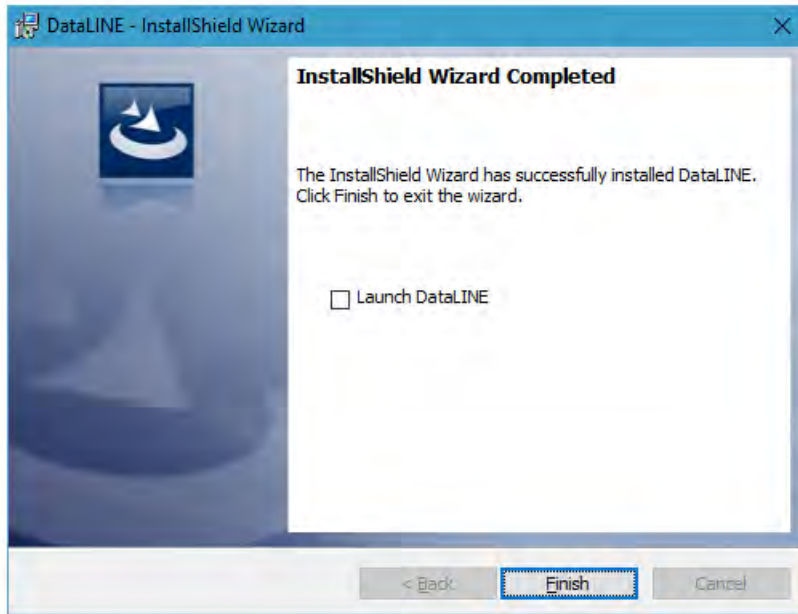 DataLINE - InstallShield Wizard
InstallShield Wizard Completed
The InstallShield Wizard has successfully installed DataLINE.
Click Finish to exit the wizard.
Launch DataLINE
< Back
Finish
Cancel